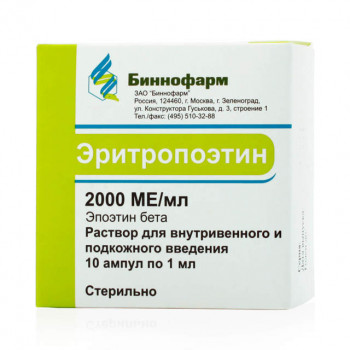 Биннофарм
ЗАО "Биннофарм"
Россия, 124460, г. Москва, г. Зеленоград,
ул. Конструктора Гуськова, д. 3, строение 1
Тел./факс: (495) 510-32-88
Эритропоэтин
2000 МЕ/мл
Эпоэтин бета
Раствор для внутривенного и
подкожного введения
10 ампул по 1 мл
Стерильно